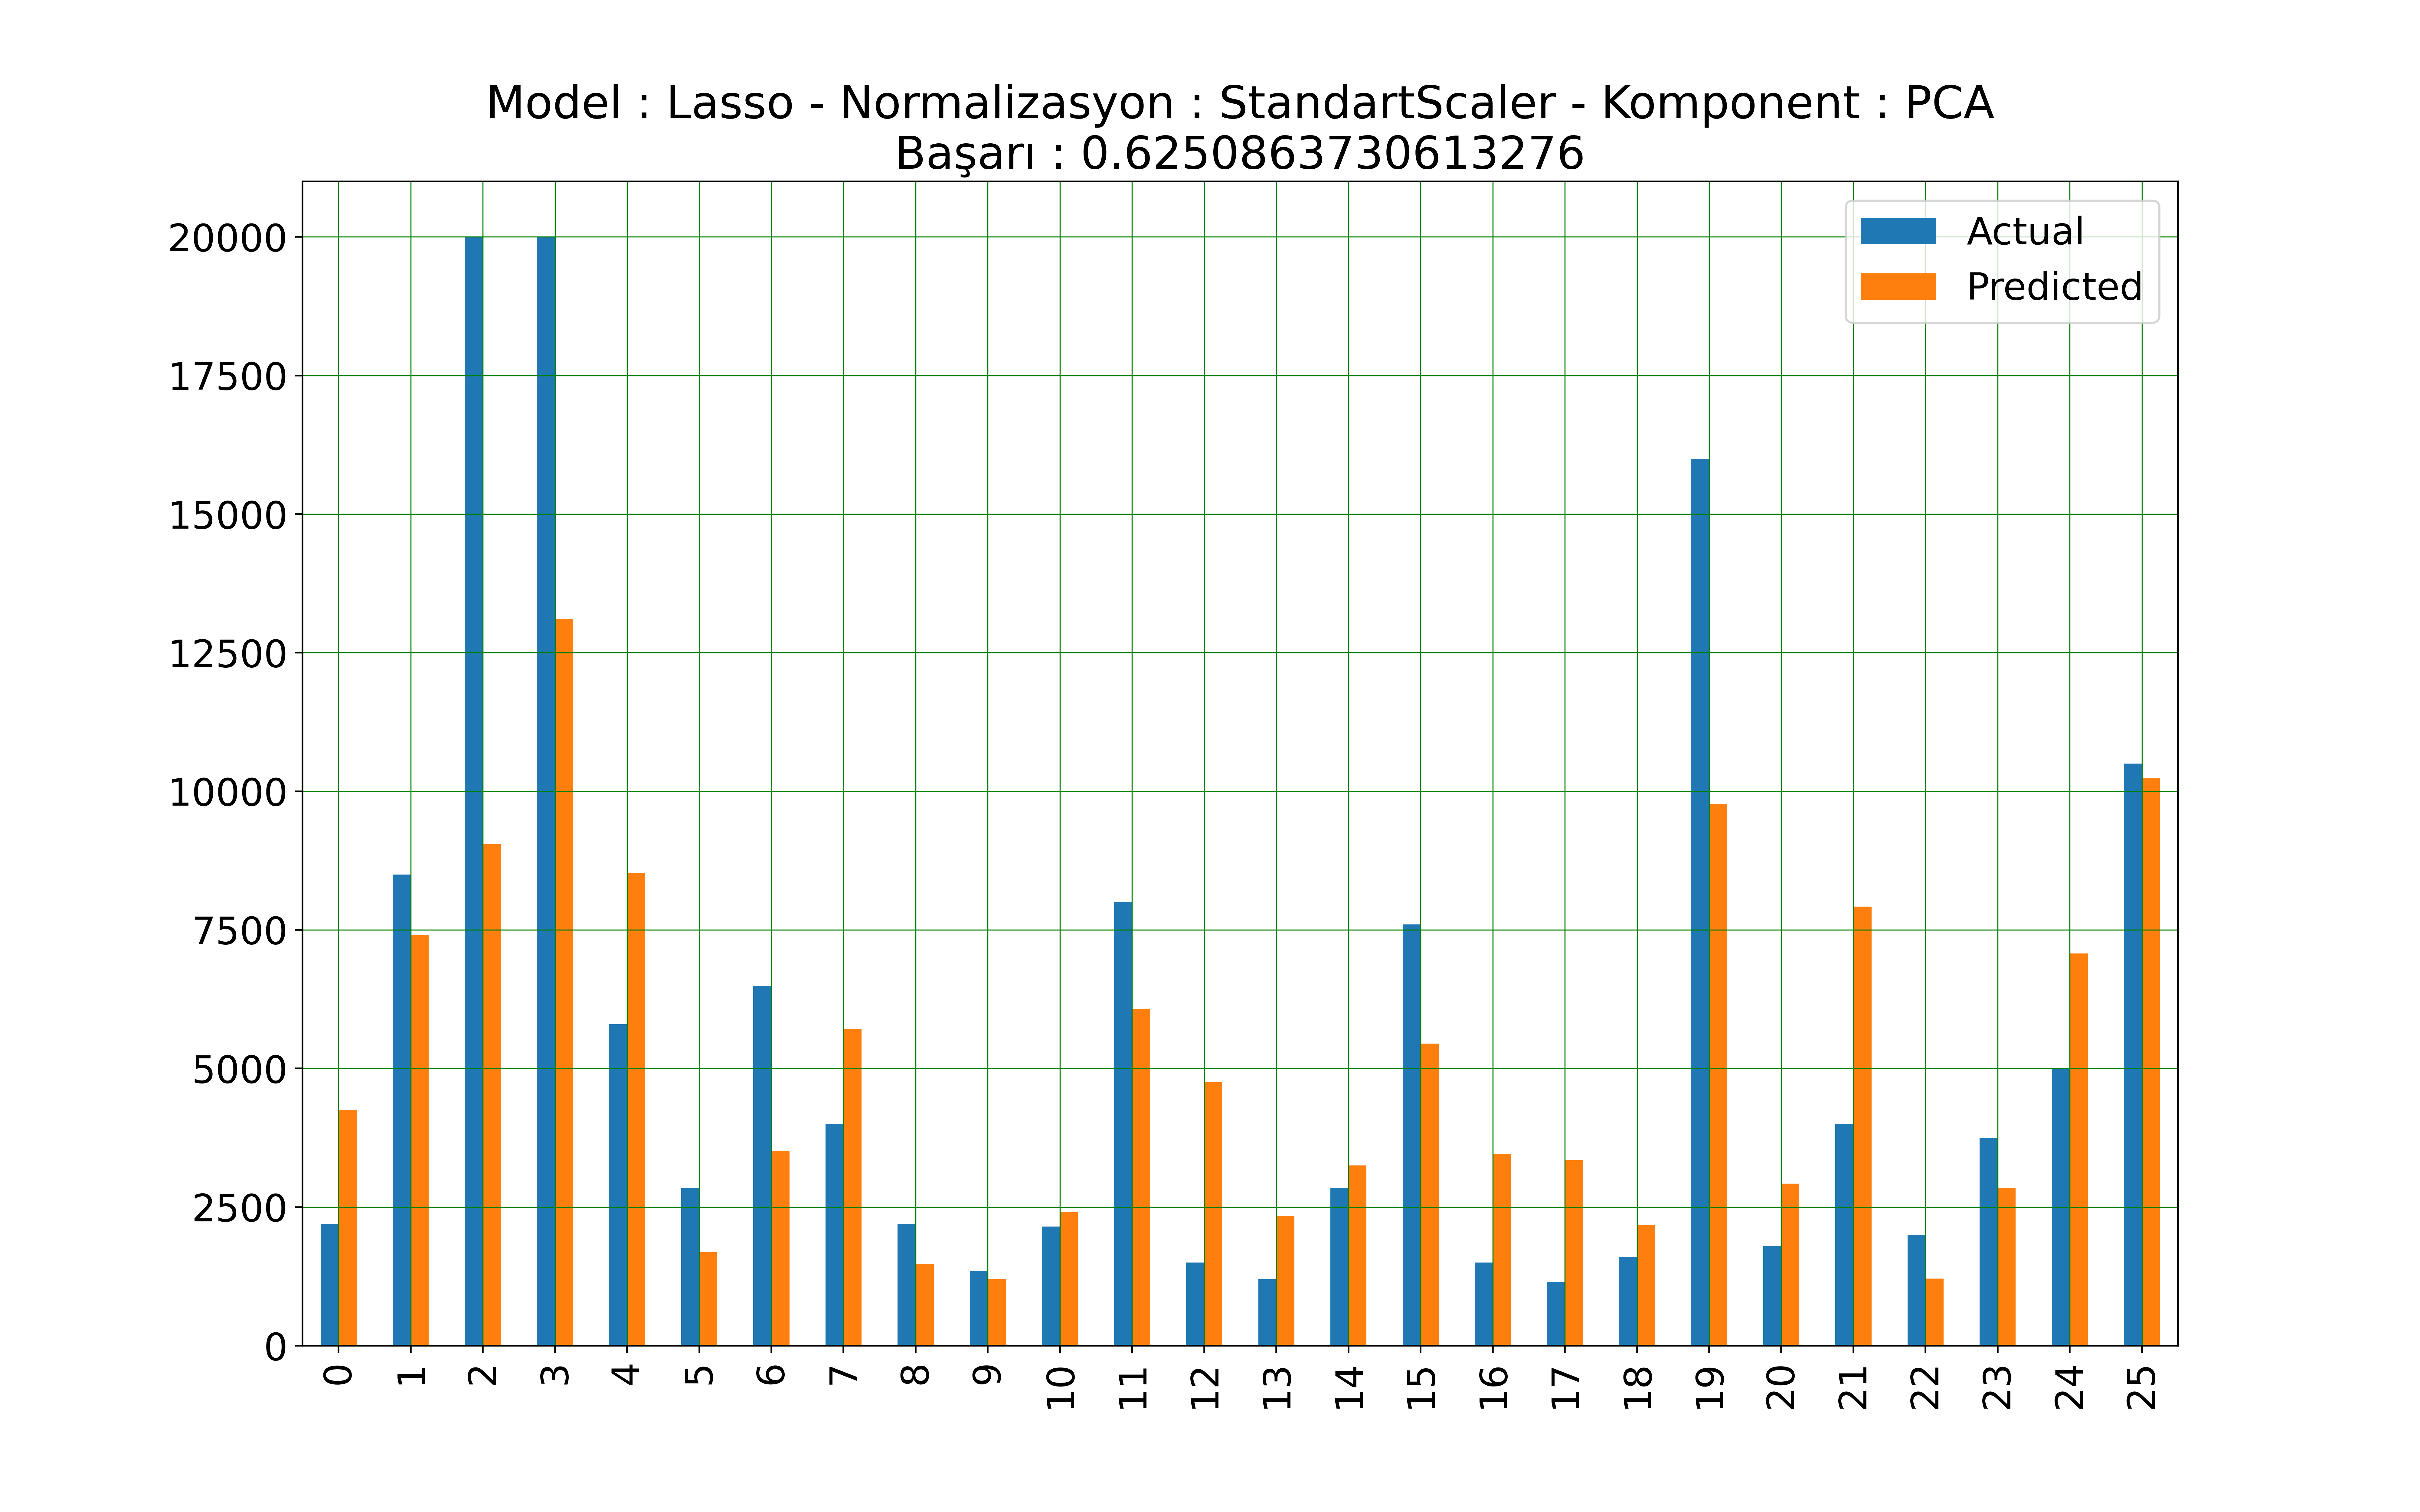 Model : Lasso - Normalizasyon : StandartScaler - Komponent : PCA
Başarı : 0.6250863730613276
Actual
Predicted
20000
17500
15000
12500
10000
7500
5000
2500
0
0 1 2 3 4 5 6 7 8 9 10 11 12 13 14 15 16 17 18 19 20 21 22 23 24 25